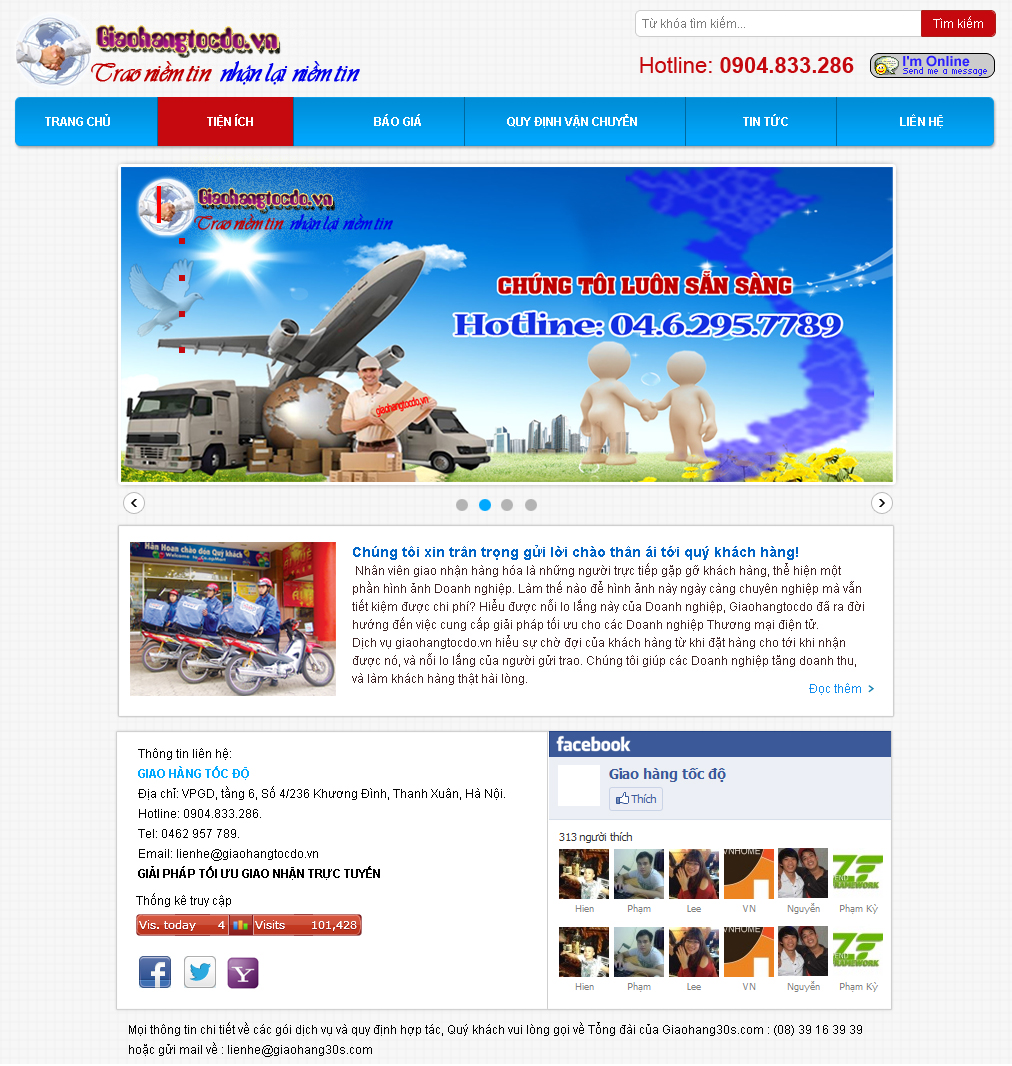 Giaohangtocdo.vn
Trao niềm tin nhận lại niềm tin
Từ khóa tìm kiếm...
Tìm kiếm
Hotline: 0904.833.286
I'm Online
Send me a message
TRANG CHỦ
TIỆN ÍCH
BÁO GIÁ
QUY ĐỊNH VẬN CHUYỂN
TIN TỨC
LIÊN HỆ
Giaohangtocdo.vn
Trao niềm tin nhận lại niềm tin
CHÚNG TÔI LUÔN SẴN SÀNG
Hotline: 04.6.295.7789
giaohangtocdo.vn
Hân Hoan chào đón Quý khách
Welcome to Co.opMart
Chúng tôi xin trân trọng gửi lời chào thân ái tới quý khách hàng!
Nhân viên giao nhận hàng hóa là những người trực tiếp gặp gỡ khách hàng, thể hiện một
phần hình ảnh Doanh nghiệp. Làm thế nào để hình ảnh này ngày càng chuyên nghiệp mà vẫn
tiết kiệm được chi phí? Hiểu được nỗi lo lắng này của Doanh nghiệp, Giaohangtocdo đã ra đời
hướng đến việc cung cấp giải pháp tối ưu cho các Doanh nghiệp Thương mại điện tử.
Dịch vụ giaohangtocdo.vn hiểu sự chờ đợi của khách hàng từ khi đặt hàng cho tới khi nhận
được nó, và nỗi lo lắng của người gửi trao. Chúng tôi giúp các Doanh nghiệp tăng doanh thu,
và làm khách hàng thật hài lòng.
Đọc thêm
Thông tin liên hệ:
GIAO HÀNG TỐC ĐỘ
Địa chỉ: VPGD, tầng 6, Số 4/236 Khương Đình, Thanh Xuân, Hà Nội.
Hotline: 0904.833.286.
Tel: 0462 957 789.
Email: lienhe@giaohangtocdo.vn
GIẢI PHÁP TỐI ƯU GIAO NHẬN TRỰC TUYẾN
Thống kê truy cập
Vis. today 4 Visits 101,428
facebook
Giao hàng tốc độ
Thích
313 người thích
VNHOME
ZEND
FRAMEWORK
Hien Phạm Lee VN Nguyễn Phạm Kỳ
VNHOME
ZEND
FRAMEWORK
Hien Phạm Lee VN Nguyễn Phạm Kỳ
Mọi thông tin chi tiết về các gói dịch vụ và quy định hợp tác, Quý khách vui lòng gọi về Tổng đài của Giaohang30s.com : (08) 39 16 39 39
hoặc gửi mail về : lienhe@giaohang30s.com